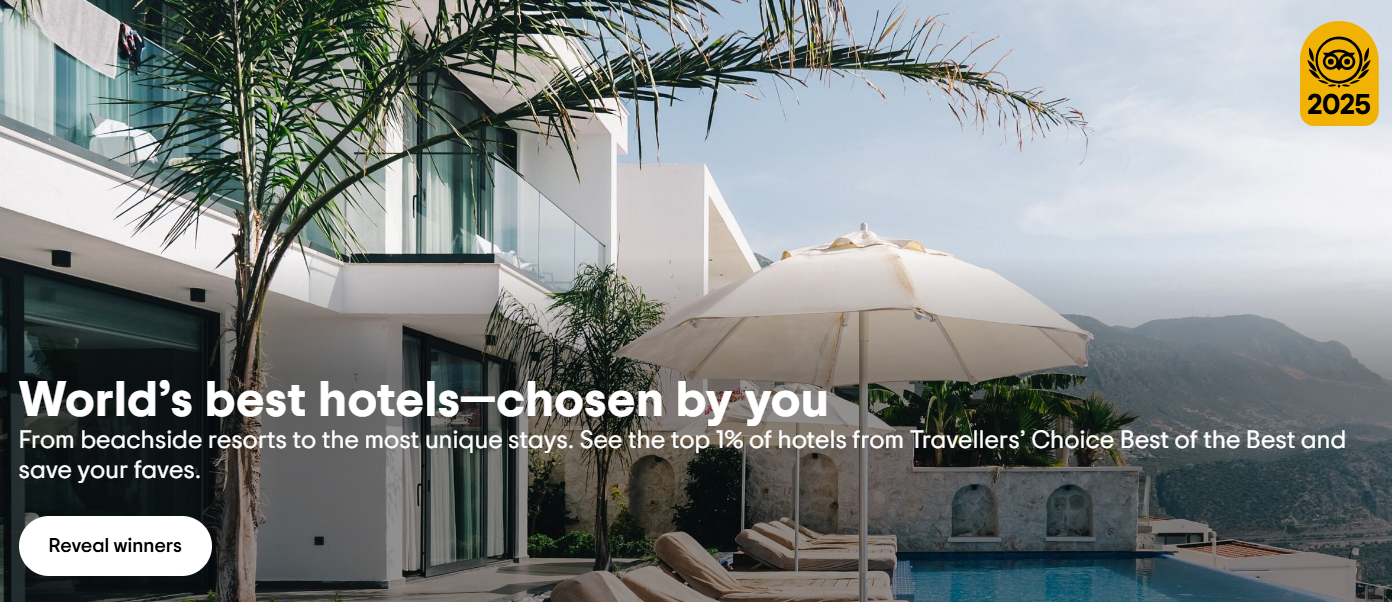 2025
World's best hotels—chosen by you
From beachside resorts to the most unique stays. See the top 1% of hotels from Travellers' Choice Best of the Best and
save your faves.
Reveal winners